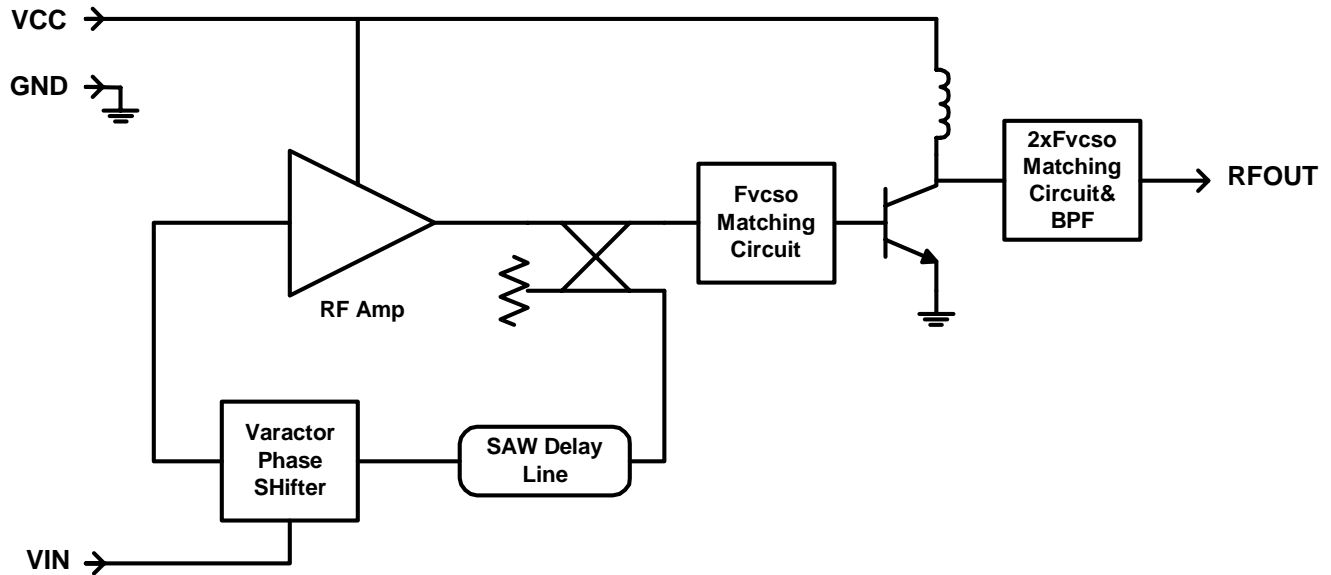 VCC
GND
2xFvcso
Matching
Circuit&
BPF
RFOUT
Fvcso
Matching
Circuit
RF Amp
Varactor
Phase
SHifter
SAW Delay
Line
VIN